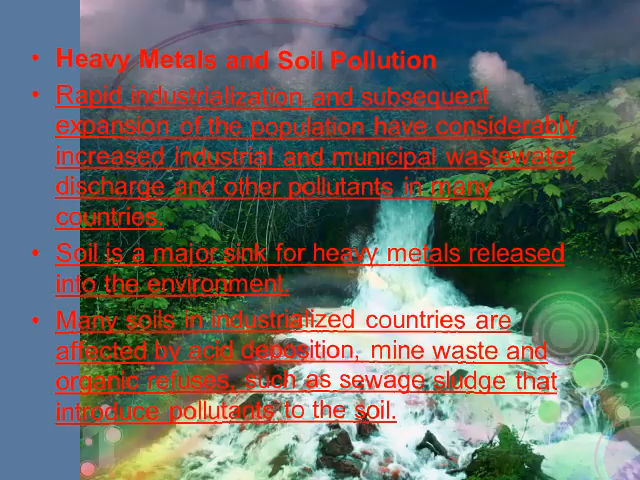 • Heavy Metals and Soil Pollution
• Rapid industrialization and subsequent
expansion of the population have considerably
increased industrial and municipal wastewater
discharge and other pollutants in many
countries.
• Soil is a major sink for heavy metals released
into the environment.
• Many soils in industrialized countries are
affected by acid deposition, mine waste and
organic refuses, such as sewage sludge that
introduce pollutants to the soil.